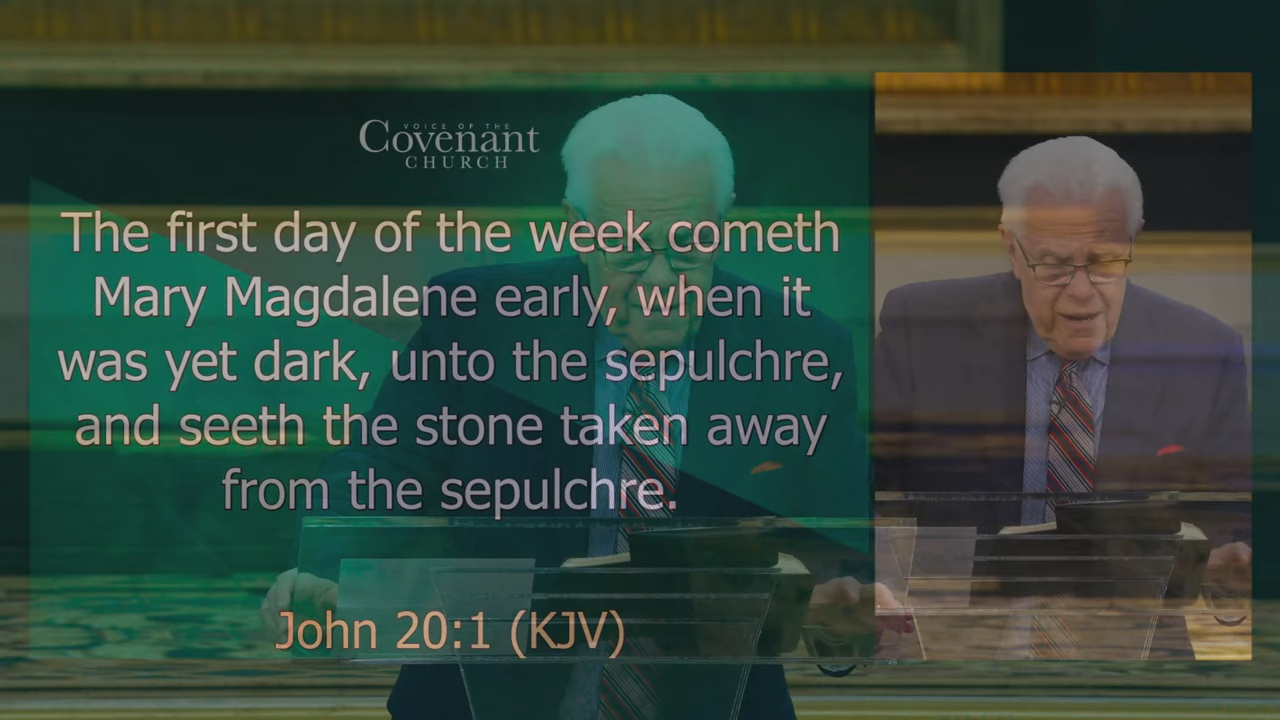 VOICE OF THE
Covenant
CHURCH
The first day of the week cometh
Mary Magdalene early, when it
was yet dark, unto the sepulchre,
and seeth the stone taken away
from the sepulchre.
John 20:1 (KJV)